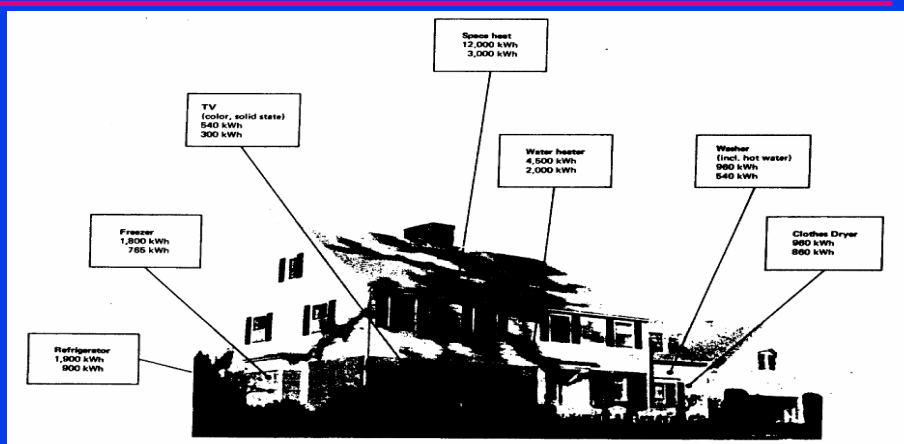 Space heat
12,000 kWh
3,000 kWh
TV
(color, solid state)
540 kWh
300 kWh
Water heater
4,500 kWh
2,000 kWh
Washer
(incl. hot water)
960 kWh
540 kWh
Freezer
1,800 kWh
765 kWh
Clothes Dryer
960 kWh
860 kWh
Refrigerator
1,900 kWh
900 kWh